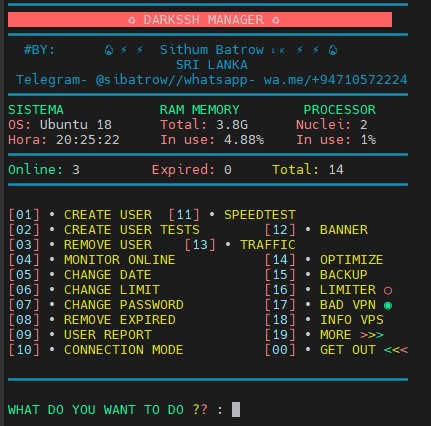 ♻ DARKSSH MANAGER ♻
#BY: ⚡ ⚡ Sithum Batrow ᴸᴷ ⚡ ⚡
SRI LANKA
Telegram- @sibatrow//whatsapp- wa.me/+94710572224
SISTEMA RAM MEMORY PROCESSOR
OS: Ubuntu 18 Total: 3.8G Nuclei: 2
Hora: 20:25:22 In use: 4.88% In use: 1%
Online: 3 Expired: 0 Total: 14
[01] • CREATE USER [11] • SPEEDTEST
[02] • CREATE USER TESTS [12] • BANNER
[03] • REMOVE USER [13] • TRAFFIC
[04] • MONITOR ONLINE [14] • OPTIMIZE
[05] • CHANGE DATE [15] • BACKUP
[06] • CHANGE LIMIT [16] • LIMITER ○
[07] • CHANGE PASSWORD [17] • BAD VPN ◉
[08] • REMOVE EXPIRED [18] • INFO VPS
[09] • USER REPORT [19] • MORE >>>
[10] • CONNECTION MODE [00] • GET OUT <<<
WHAT DO YOU WANT TO DO ?? :